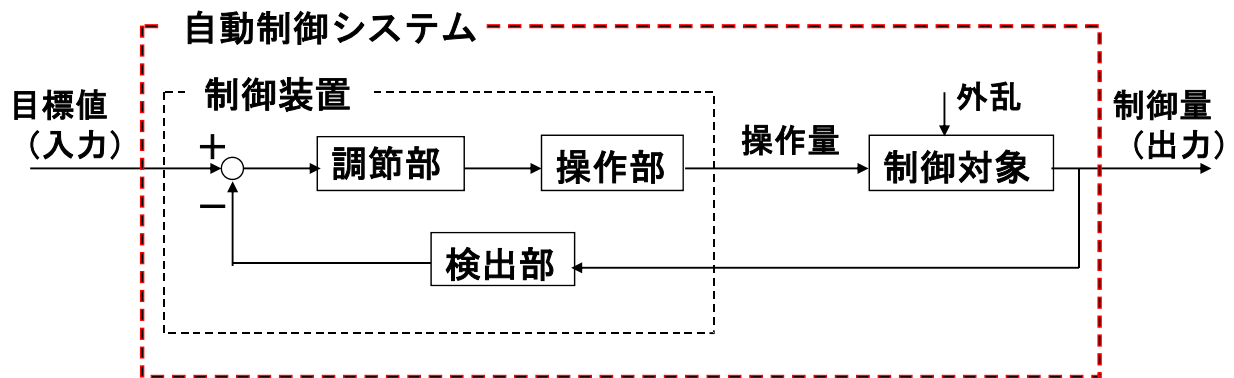 自動制御システム
制御装置
目標値
（入力）
＋
－
調節部
操作部
操作量
外乱
制御対象
制御量
（出力）
検出部